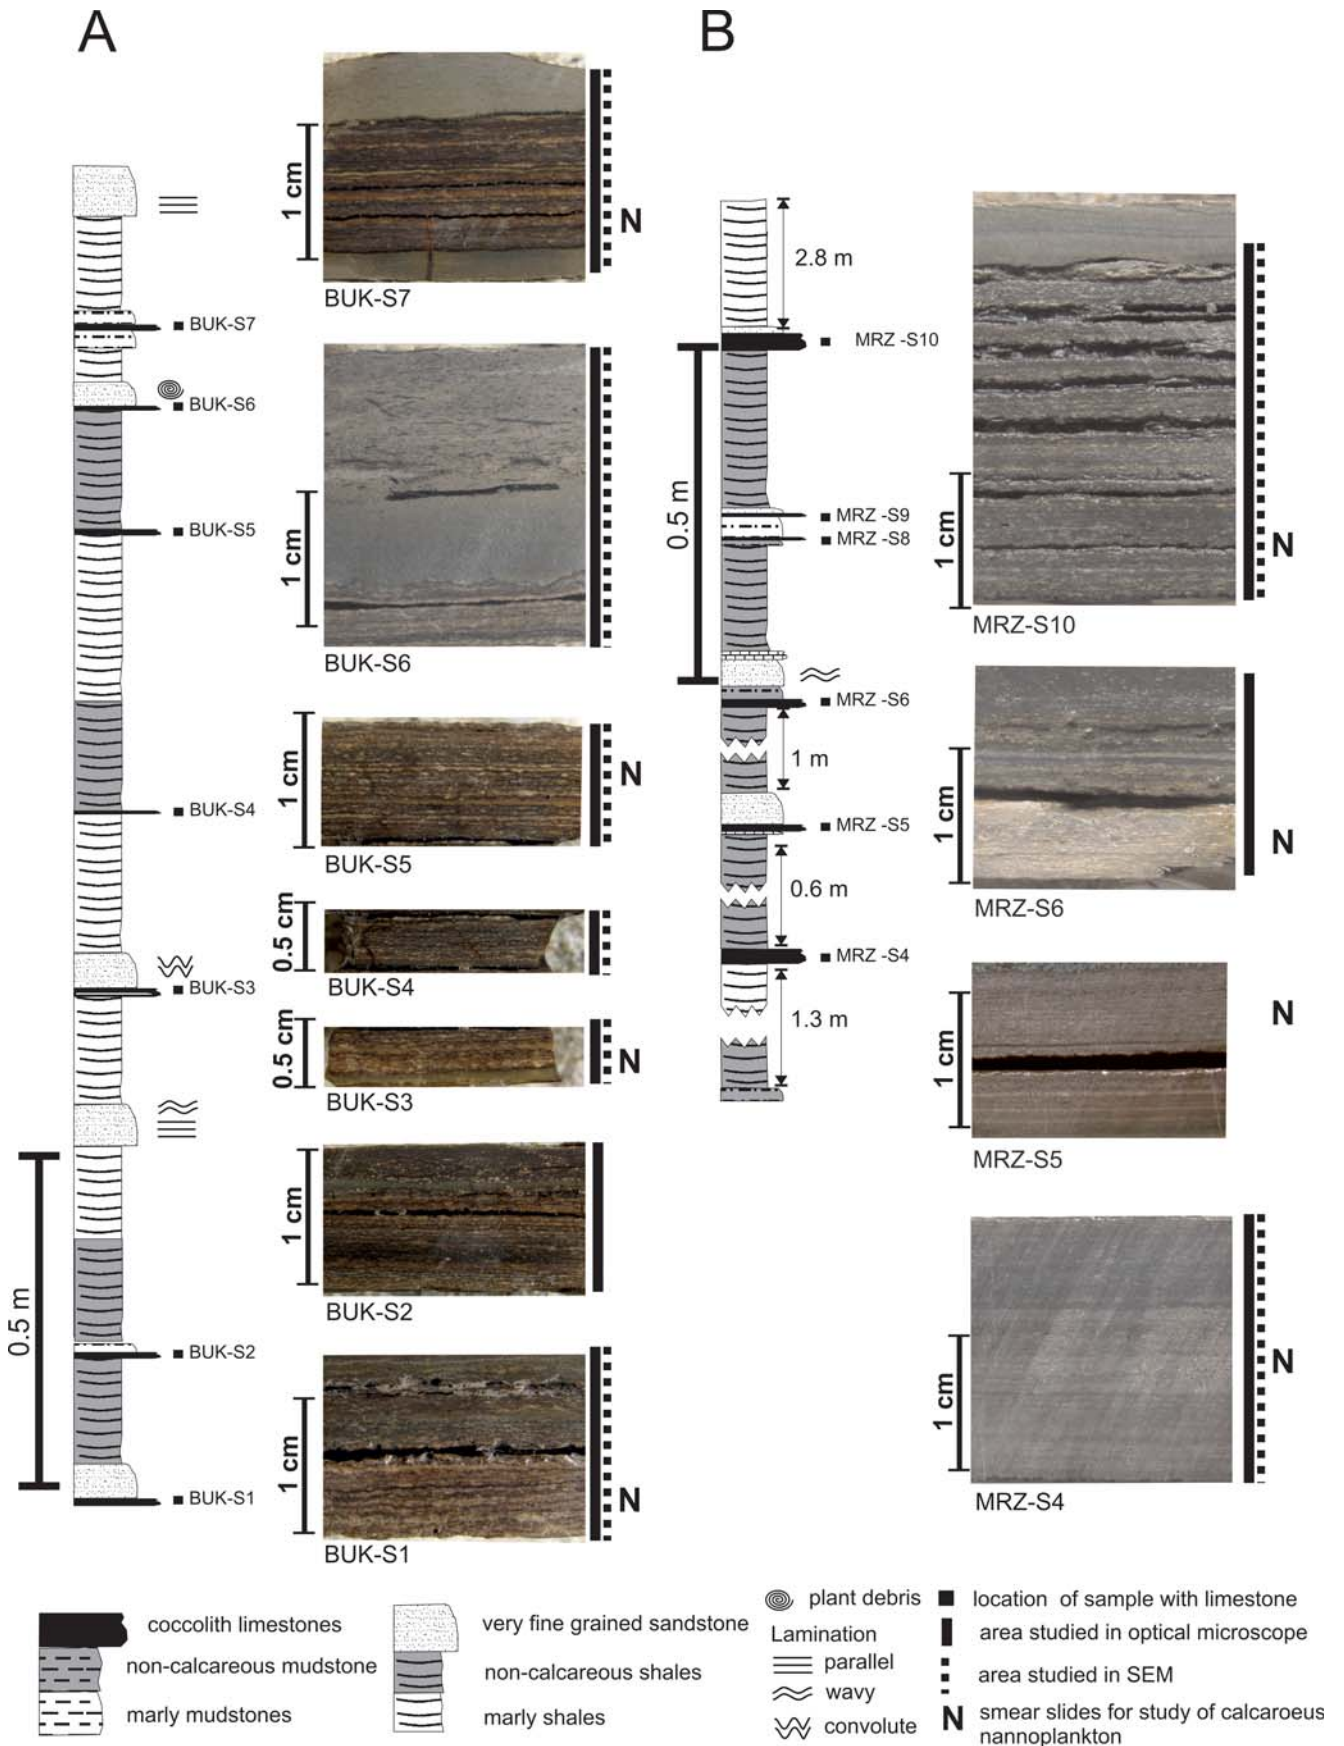 A
B
1 cm
N
BUK-S7
BUK-S7
BUK-S6
BUK-S5
BUK-S4
BUK-S3
BUK-S2
BUK-S1
0.5 m
1 cm
BUK-S6
1 cm
N
BUK-S5
0.5 cm
BUK-S4
0.5 cm
N
BUK-S3
1 cm
BUK-S2
1 cm
N
BUK-S1
2.8 m
MRZ -S10
0.5 m
MRZ -S9
MRZ -S8
MRZ -S6
1 m
MRZ -S5
0.6 m
MRZ -S4
1.3 m
1 cm
N
MRZ-S10
1 cm
N
MRZ-S6
1 cm
N
MRZ-S5
1 cm
N
MRZ-S4
coccolith limestones
non-calcareous mudstone
marly mudstones
very fine grained sandstone
non-calcareous shales
marly shales
plant debris
Lamination
parallel
wavy
convolute
location of sample with limestone
area studied in optical microscope
area studied in SEM
N smear slides for study of calcaroeus
nannoplankton